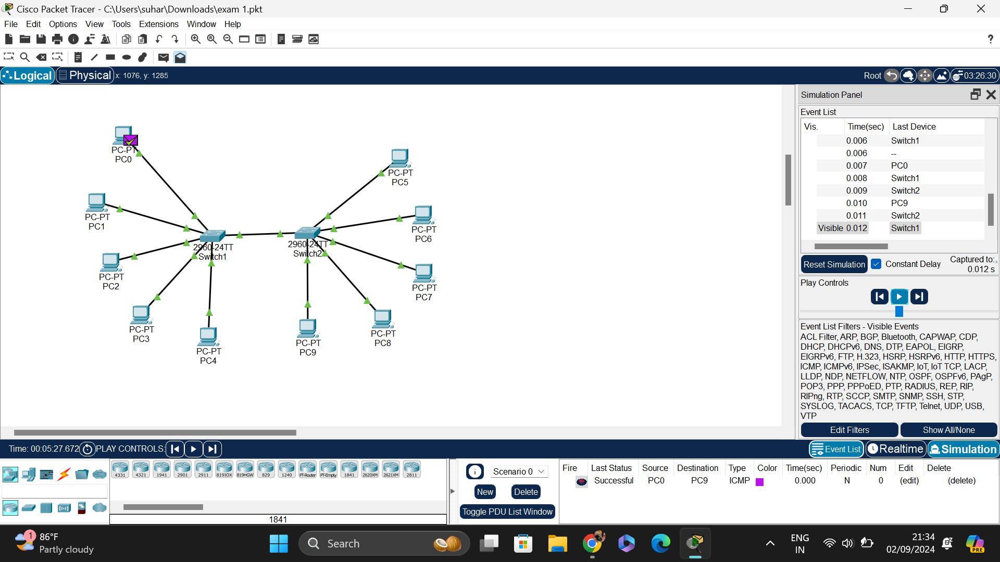 Cisco Packet Tracer - C:\Users\suhar\Downloads\exam 1.pkt
File Edit Options View Tools Extensions Window Help
?
Logical Physical x: 1076, y: 1285 Root 03:26:30
PC-PT
PC0
PC-PT
PC1
PC-PT
PC2
PC-PT
PC3
PC-PT
PC4
2960-24TT
Switch1
2960-24TT
Switch2
PC-PT
PC5
PC-PT
PC6
PC-PT
PC7
PC-PT
PC8
PC-PT
PC9
Simulation Panel
Event List
Vis. Time(sec) Last Device
0.006 Switch1
0.006 --
0.007 PC0
0.008 Switch1
0.009 Switch2
0.010 PC9
0.011 Switch2
Visible 0.012 Switch1
Reset Simulation Constant Delay Captured to:
0.012 s
Play Controls
Event List Filters - Visible Events
ACL Filter, ARP, BGP, Bluetooth, CAPWAP, CDP,
DHCP, DHCPv6, DNS, DTP, EAPOL, EIGRP,
EIGRPv6, FTP, H.323, HSRP, HSRPv6, HTTP, HTTPS,
ICMP, ICMPv6, IPSec, ISAKMP, IoT, IoT TCP, LACP,
LLDP, NDP, NETFLOW, NTP, OSPF, OSPFv6, PAgP,
POP3, PPP, PPPoED, PTP, RADIUS, REP, RIP,
RIPng, RTP, SCCP, SMTP, SNMP, SSH, STP,
SYSLOG, TACACS, TCP, TFTP, Telnet, UDP, USB,
VTP
Edit Filters Show All/None
Time: 00:05:27.672 PLAY CONTROLS: Event List Realtime Simulation
4331 4321 1941 2901 2911 819IOX 819HGW 829 1240 PT-Router PT-Empty 1841 2620XM 2621XM 2811
1841
Scenario 0
New Delete
Toggle PDU List Window
Fire Last Status Source Destination Type Color Time(sec) Periodic Num Edit Delete
Successful PC0 PC9 ICMP 0.000 N 0 (edit) (delete)
1 86°F
Partly cloudy
Search
ENG
IN
21:34
02/09/2024
PRE